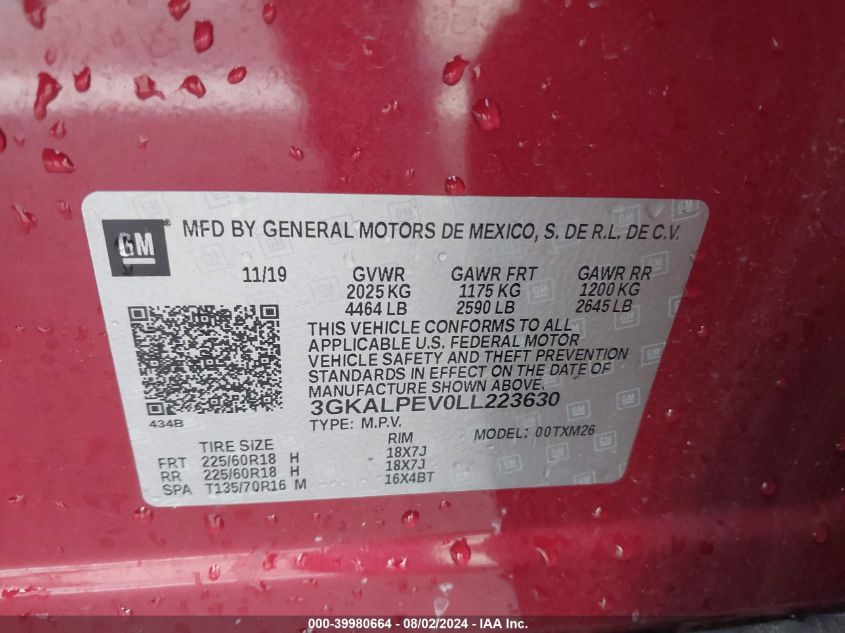 GM ® MFD BY GENERAL MOTORS DE MEXICO, S. DE R.L. DE C.V.
11/19 GVWR GAWR FRT GAWR RR
2025 KG 1175 KG 1200 KG
4464 LB 2590 LB 2645 LB
THIS VEHICLE CONFORMS TO ALL
APPLICABLE U.S. FEDERAL MOTOR
VEHICLE SAFETY AND THEFT PREVENTION
STANDARDS IN EFFECT ON THE DATE OF
MANUFACTURE SHOWN ABOVE.
3GKALPEV0LL223630
434B TYPE: M.P.V. MODEL: 00TXM26
TIRE SIZE RIM
FRT 225/60R18 H 18X7J
RR 225/60R18 H 18X7J
SPA T135/70R16 M 16X4BT
000-39980664 - 08/02/2024 - IAA Inc.